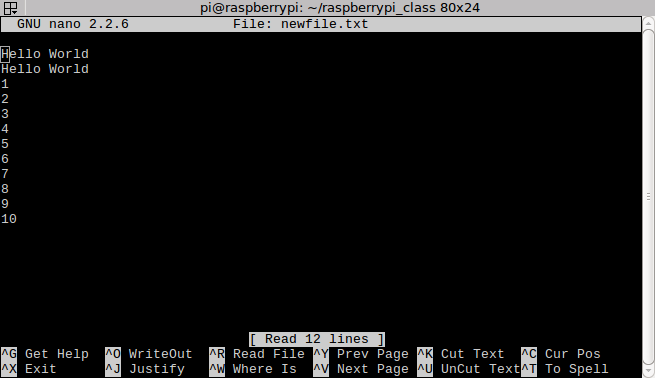 pi@raspberrypi: ~/raspberrypi_class 80x24
GNU nano 2.2.6 File: newfile.txt
Hello World
Hello World
1
2
3
4
5
6
7
8
9
10
[ Read 12 lines ]
^G Get Help ^O WriteOut ^R Read File ^Y Prev Page ^K Cut Text ^C Cur Pos
^X Exit ^J Justify ^W Where Is ^V Next Page ^U UnCut Text^T To Spell